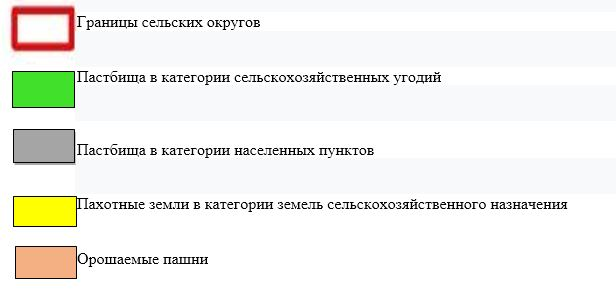 Границы сельских округов
Пастбища в категории сельскохозяйственных угодий
Пастбища в категории населенных пунктов
Пахотные земли в категории земель сельскохозяйственного назначения
Орошаемые пашни